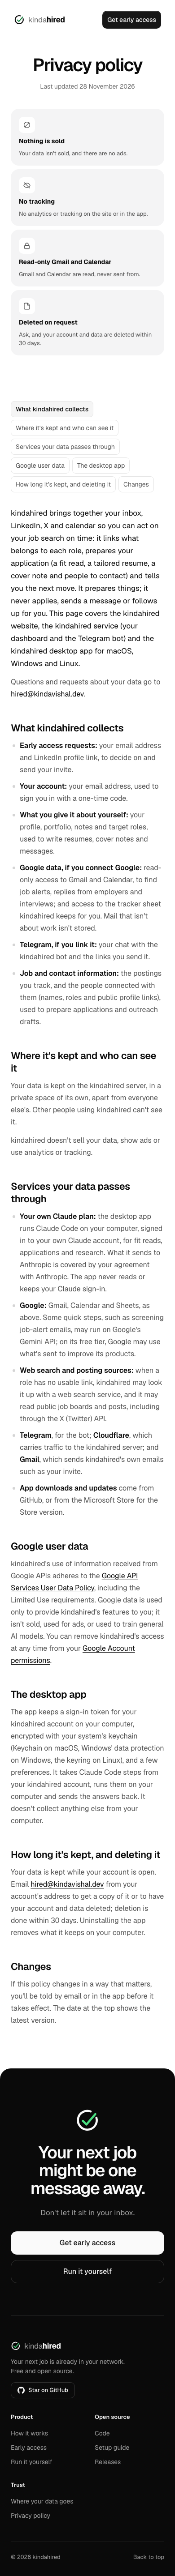 kindahired
Get early access
Privacy policy
Last updated 28 November 2026
Nothing is sold
Your data isn't sold, and there are no ads.
No tracking
No analytics or tracking on the site or in the app.
Read-only Gmail and Calendar
Gmail and Calendar are read, never sent from.
Deleted on request
Ask, and your account and data are deleted within
30 days.
What kindahired collects
Where it's kept and who can see it
Services your data passes through
Google user data
The desktop app
How long it's kept, and deleting it
Changes
kindahired brings together your inbox,
LinkedIn, X and calendar so you can act on
your job search on time: it links what
belongs to each role, prepares your
application (a fit read, a tailored resume, a
cover note and people to contact) and tells
you the next move. It prepares things; it
never applies, sends a message or follows
up for you. This page covers the kindahired
website, the kindahired service (your
dashboard and the Telegram bot) and the
kindahired desktop app for macOS,
Windows and Linux.
Questions and requests about your data go to
hired@kindavishal.dev.
What kindahired collects
Early access requests: your email address
and LinkedIn profile link, to decide on and
send your invite.
Your account: your email address, used to
sign you in with a one-time code.
What you give it about yourself: your
profile, portfolio, notes and target roles,
used to write resumes, cover notes and
messages.
Google data, if you connect Google: read-
only access to Gmail and Calendar, to find
job alerts, replies from employers and
interviews; and access to the tracker sheet
kindahired keeps for you. Mail that isn't
about work isn't stored.
Telegram, if you link it: your chat with the
kindahired bot and the links you send it.
Job and contact information: the postings
you track, and the people connected with
them (names, roles and public profile links),
used to prepare applications and outreach
drafts.
Where it's kept and who can see
it
Your data is kept on the kindahired server, in a
private space of its own, apart from everyone
else's. Other people using kindahired can't see
it.
kindahired doesn't sell your data, show ads or
use analytics or tracking.
Services your data passes
through
Your own Claude plan: the desktop app
runs Claude Code on your computer, signed
in to your own Claude account, for fit reads,
applications and research. What it sends to
Anthropic is covered by your agreement
with Anthropic. The app never reads or
keeps your Claude sign-in.
Google: Gmail, Calendar and Sheets, as
above. Some quick steps, such as screening
job-alert emails, may run on Google's
Gemini API; on its free tier, Google may use
what's sent to improve its products.
Web search and posting sources: when a
role has no usable link, kindahired may look
it up with a web search service, and it may
read public job boards and posts, including
through the X (Twitter) API.
Telegram, for the bot; Cloudflare, which
carries traffic to the kindahired server; and
Gmail, which sends kindahired's own emails
such as your invite.
App downloads and updates come from
GitHub, or from the Microsoft Store for the
Store version.
Google user data
kindahired's use of information received from
Google APIs adheres to the Google API
Services User Data Policy, including the
Limited Use requirements. Google data is used
only to provide kindahired's features to you; it
isn't sold, used for ads, or used to train general
AI models. You can remove kindahired's access
at any time from your Google Account
permissions.
The desktop app
The app keeps a sign-in token for your
kindahired account on your computer,
encrypted with your system's keychain
(Keychain on macOS, Windows' data protection
on Windows, the keyring on Linux), and a few
preferences. It takes Claude Code steps from
your kindahired account, runs them on your
computer and sends the answers back. It
doesn't collect anything else from your
computer.
How long it's kept, and deleting it
Your data is kept while your account is open.
Email hired@kindavishal.dev from your
account's address to get a copy of it or to have
your account and data deleted; deletion is
done within 30 days. Uninstalling the app
removes what it keeps on your computer.
Changes
If this policy changes in a way that matters,
you'll be told by email or in the app before it
takes effect. The date at the top shows the
latest version.
Your next job
might be one
message away.
Don't let it sit in your inbox.
Get early access
Run it yourself
kindahired
Your next job is already in your network.
Free and open source.
Star on GitHub
Product
How it works
Early access
Run it yourself
Open source
Code
Setup guide
Releases
Trust
Where your data goes
Privacy policy
© 2026 kindahired
Back to top